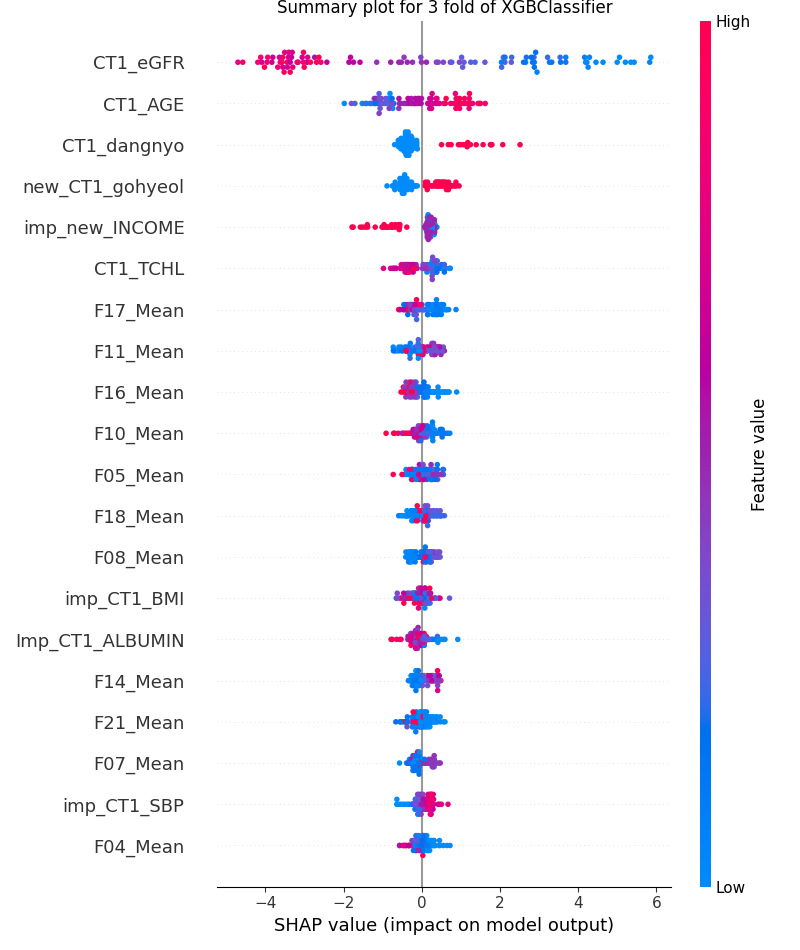 Summary plot for 3 fold of XGBClassifier
High
CT1_eGFR
CT1_AGE
CT1_dangnyo
new_CT1_gohyeol
imp_new_INCOME
CT1_TCHL
F17_Mean
F11_Mean
F16_Mean
F10_Mean
F05_Mean
F18_Mean
F08_Mean
imp_CT1_BMI
Imp_CT1_ALBUMIN
F14_Mean
F21_Mean
F07_Mean
imp_CT1_SBP
F04_Mean
Feature value
Low
−4 −2 0 2 4 6
SHAP value (impact on model output)